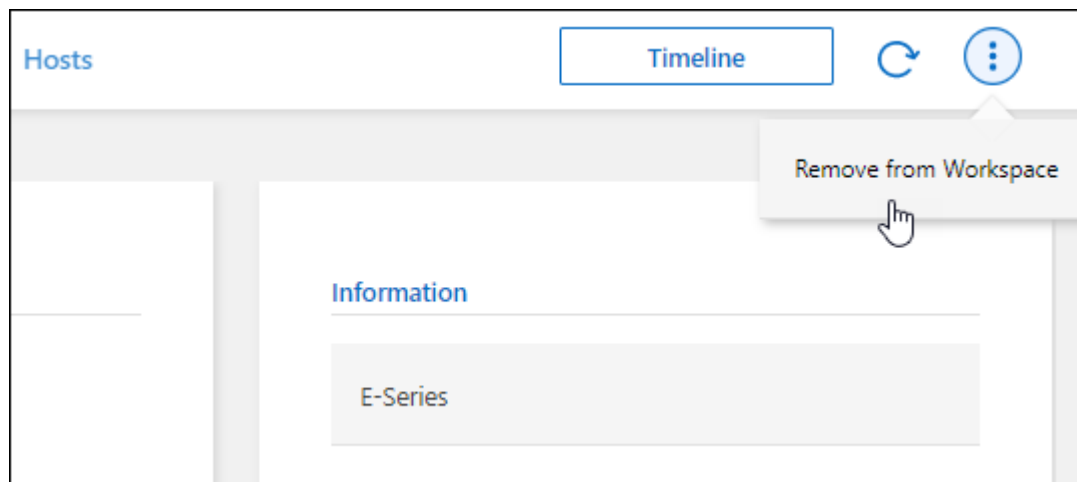 Hosts
Timeline
Remove from Workspace
Information
E-Series